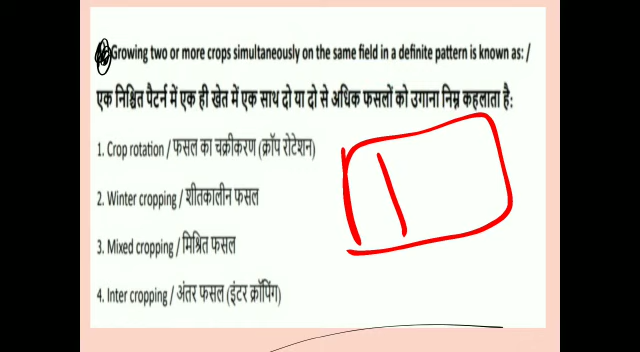 Growing two or more crops simultaneously on the same field in a definite pattern is known as: /
एक निश्चित पैटर्न में एक ही खेत में एक साथ दो या दो से अधिक फसलों को उगाना निम्न कहलाता है:
1. Crop rotation / फसल का चक्रीकरण (क्रॉप रोटेशन)
2. Winter cropping / शीतकालीन फसल
3. Mixed cropping / मिश्रित फसल
4. Inter cropping / अंतर फसल (इंटर क्रॉपिंग)